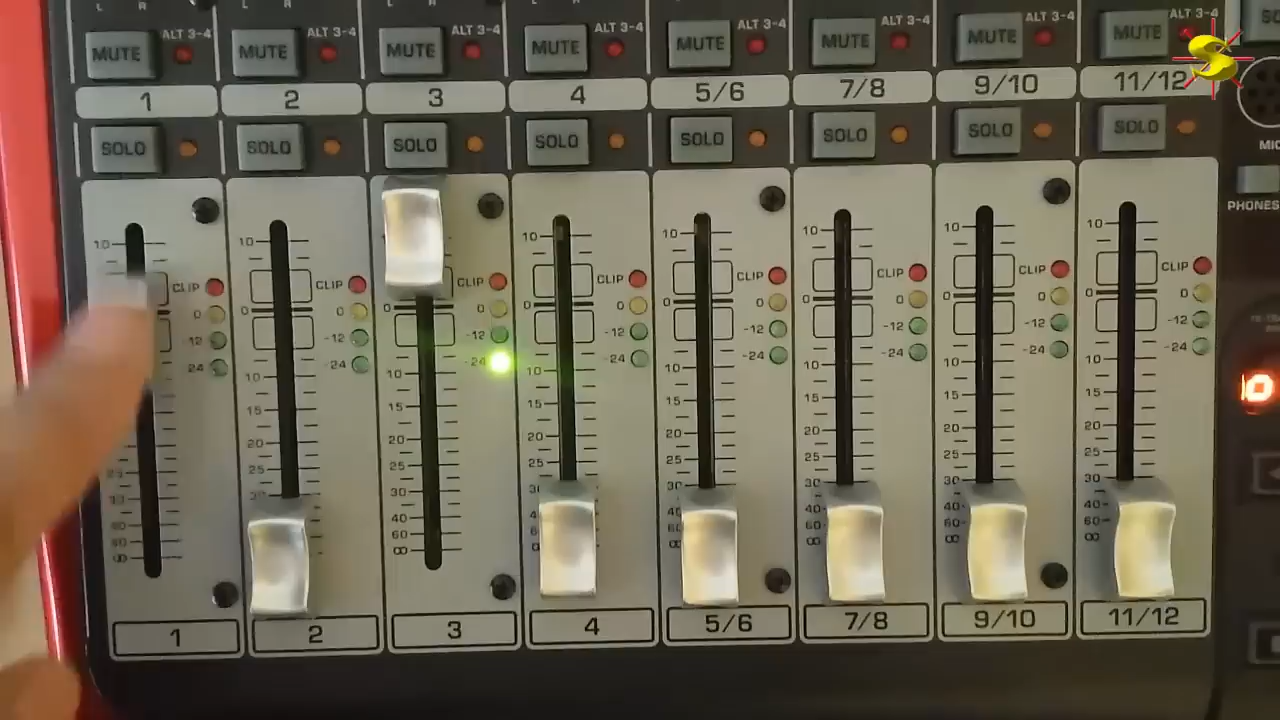 L R L R L R L R
ALT 3-4 ALT 3-4 ALT 3-4 ALT 3-4 ALT 3-4 ALT 3-4 ALT 3-4 ALT 3-4
MUTE MUTE MUTE MUTE MUTE MUTE MUTE MUTE
1 2 3 4 5/6 7/8 9/10 11/12
SOLO SOLO SOLO SOLO SOLO SOLO SOLO SOLO
MIC
PHONES
10 10 10 10 10 10 10
CLIP CLIP CLIP CLIP CLIP CLIP CLIP CLIP
0 0 0 0 0 0 0 0 0 0 0 0 0 0 0
-12 -12 -12 -12 -12 -12 -12 -12
24 -24 -24 -24 -24 -24 -24 -24
10 10 10 10 10 10 10
15 15 15 15 15 15 15
20 20 20 20 20 20 20
25 25 25 25 25 25 25 25
30 30 30 30 30 30
40 40 40 40 40
60 60 60 60 60 60
∞ ∞ ∞ ∞ ∞ ∞ ∞
1 2 3 4 5/6 7/8 9/10 11/12